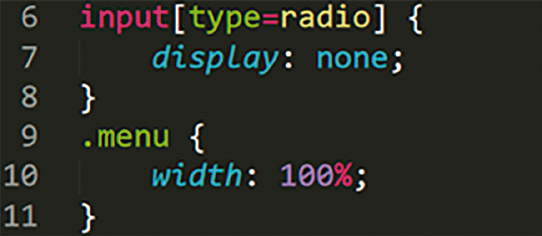 6 input[type=radio] {
7 display: none;
8 }
9 .menu {
10 width: 100%;
11 }